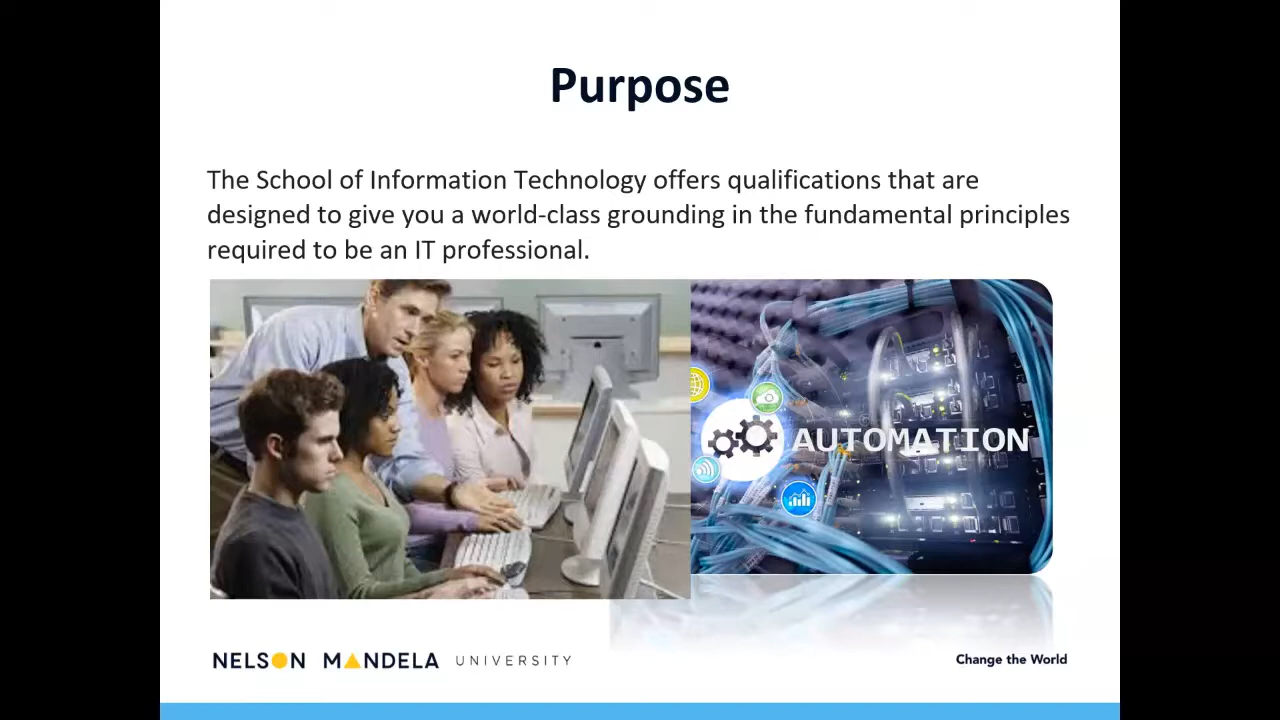 Purpose
The School of Information Technology offers qualifications that are
designed to give you a world-class grounding in the fundamental principles
required to be an IT professional.
AUTOMATION
NELSON MANDELA UNIVERSITY
Change the World